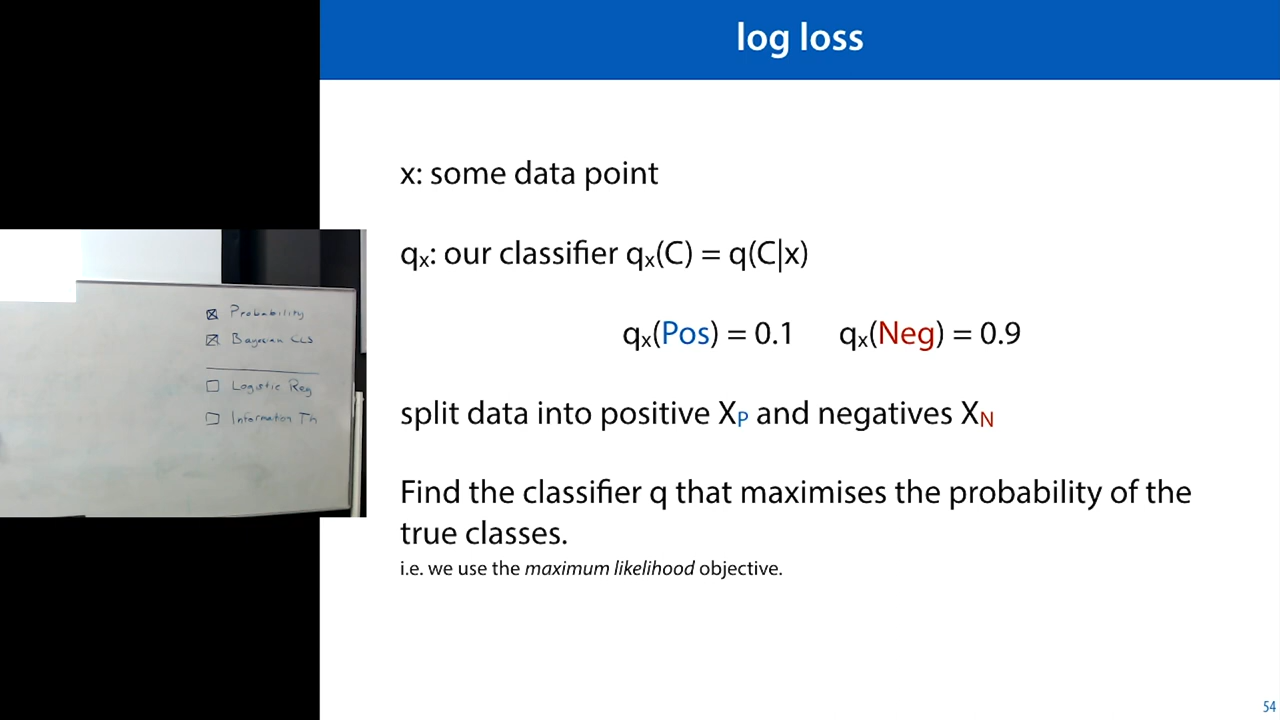 log loss
x: some data point
qx: our classifier qx(C) = q(C|x)
qx(Pos) = 0.1 qx(Neg) = 0.9
split data into positive XP and negatives XN
Find the classifier q that maximises the probability of the
true classes.
i.e. we use the maximum likelihood objective.
Probability
Bayesian CLS
Logistic Reg
Information Th
54